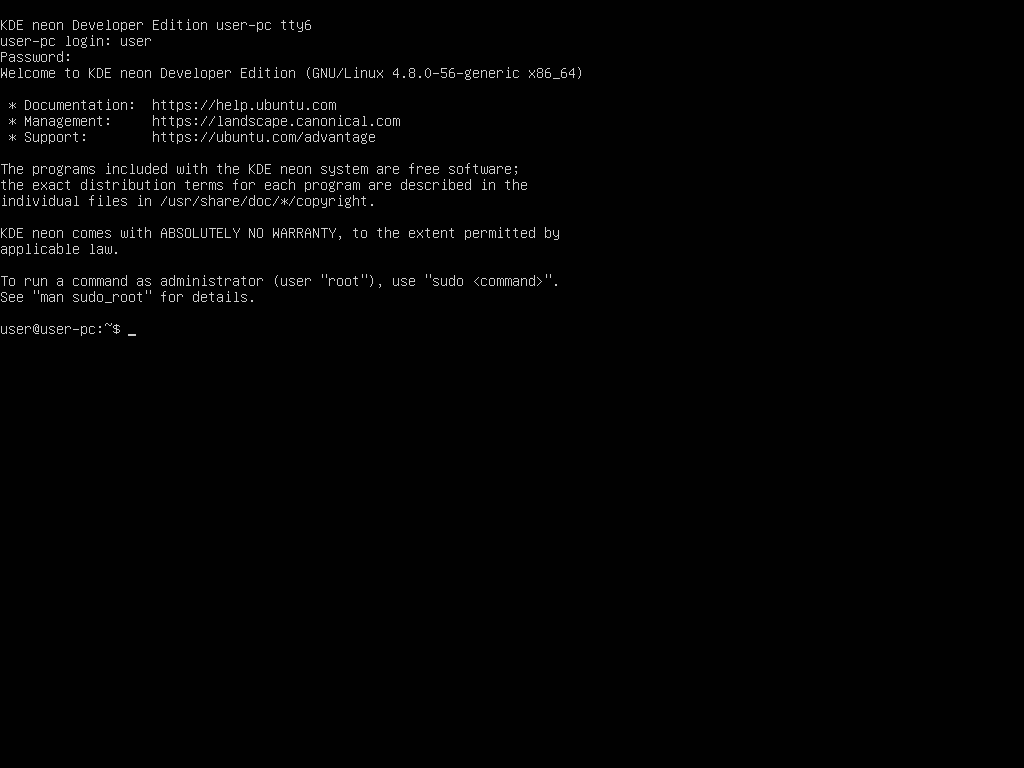 KDE neon Developer Edition user-pc tty6
user-pc login: user
Password:
Welcome to KDE neon Developer Edition (GNU/Linux 4.8.0-56-generic x86_64)
* Documentation:  https://help.ubuntu.com
* Management:     https://landscape.canonical.com
* Support:        https://ubuntu.com/advantage
The programs included with the KDE neon system are free software;
the exact distribution terms for each program are described in the
individual files in /usr/share/doc/*/copyright.
KDE neon comes with ABSOLUTELY NO WARRANTY, to the extent permitted by
applicable law.
To run a command as administrator (user "root"), use "sudo <command>".
See "man sudo_root" for details.
user@user-pc:~$ _